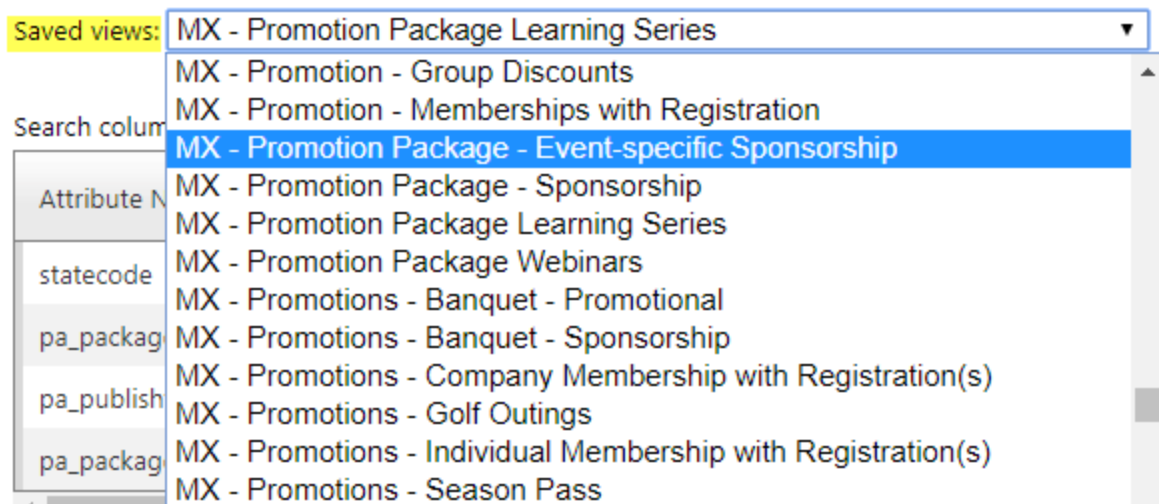 Saved views: MX - Promotion Package Learning Series
MX - Promotion - Group Discounts
MX - Promotion - Memberships with Registration
Search colum
MX - Promotion Package - Event-specific Sponsorship
MX - Promotion Package - Sponsorship
Attribute N
MX - Promotion Package Learning Series
MX - Promotion Package Webinars
statecode
MX - Promotions - Banquet - Promotional
MX - Promotions - Banquet - Sponsorship
pa_packag
MX - Promotions - Company Membership with Registration(s)
pa_publish
MX - Promotions - Golf Outings
MX - Promotions - Individual Membership with Registration(s)
pa_packag
MX - Promotions - Season Pass